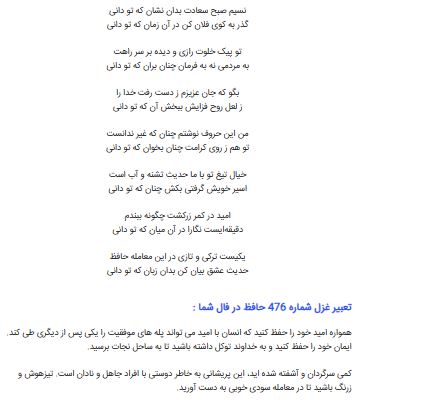 نسیم صبح سعادت بدان نشان که تو دانی
گذر به کوی فلان کن در آن زمان که تو دانی
تو پیک خلوت رازی و دیده بر سر راهت
به مردمی نه به فرمان چنان بران که تو دانی
بگو که جان عزیزم ز دست رفت خدا را
ز لعل روح فزایش ببخش آن که تو دانی
من این حروف نوشتم چنان که غیر ندانست
تو هم ز روی کرامت چنان بخوان که تو دانی
خیال تیغ تو با ما حدیث تشنه و آب است
اسیر خویش گرفتی بکش چنان که تو دانی
امید در کمر زرکشت چگونه ببندم
دقیقه‌ایست نگارا در آن میان که تو دانی
یکیست ترکی و تازی در این معامله حافظ
حدیث عشق بیان کن بدان زبان که تو دانی
تعبیر غزل شماره 476 حافظ در فال شما :
همواره امید خود را حفظ کنید که انسان با امید می تواند پله های موفقیت را یکی پس از دیگری طی کند.
ایمان خود را حفظ کنید و به خداوند توکل داشته باشید تا به ساحل نجات برسید.
کمی سرگردان و آشفته شده اید، این پریشانی به خاطر دوستی با افراد جاهل و نادان است. تیزهوش و
زرنگ باشید تا در معامله سودی خوبی به دست آورید.